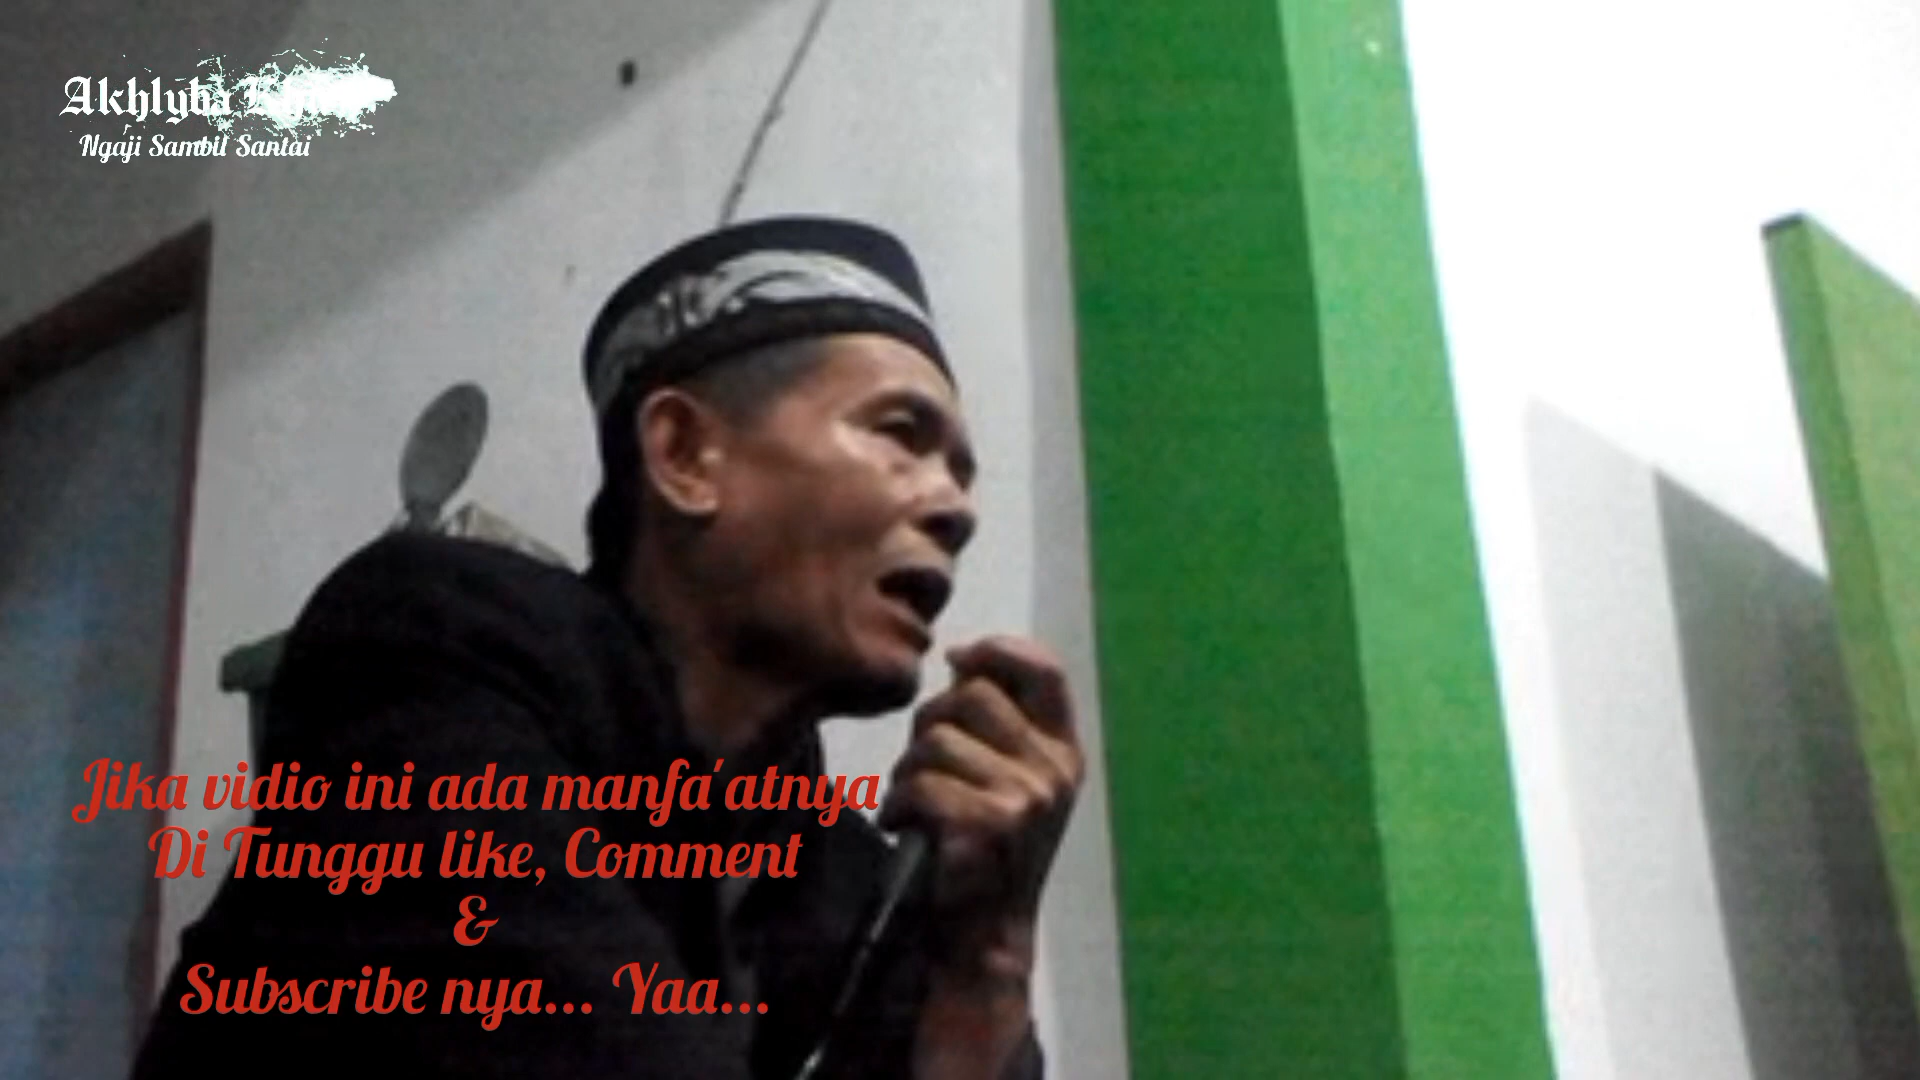 Akhlyba
Ngaji Sambil Santai
Jika vidio ini ada manfa'atnya
Di Tunggu like, Comment
&
Subscribe nya... Yaa...